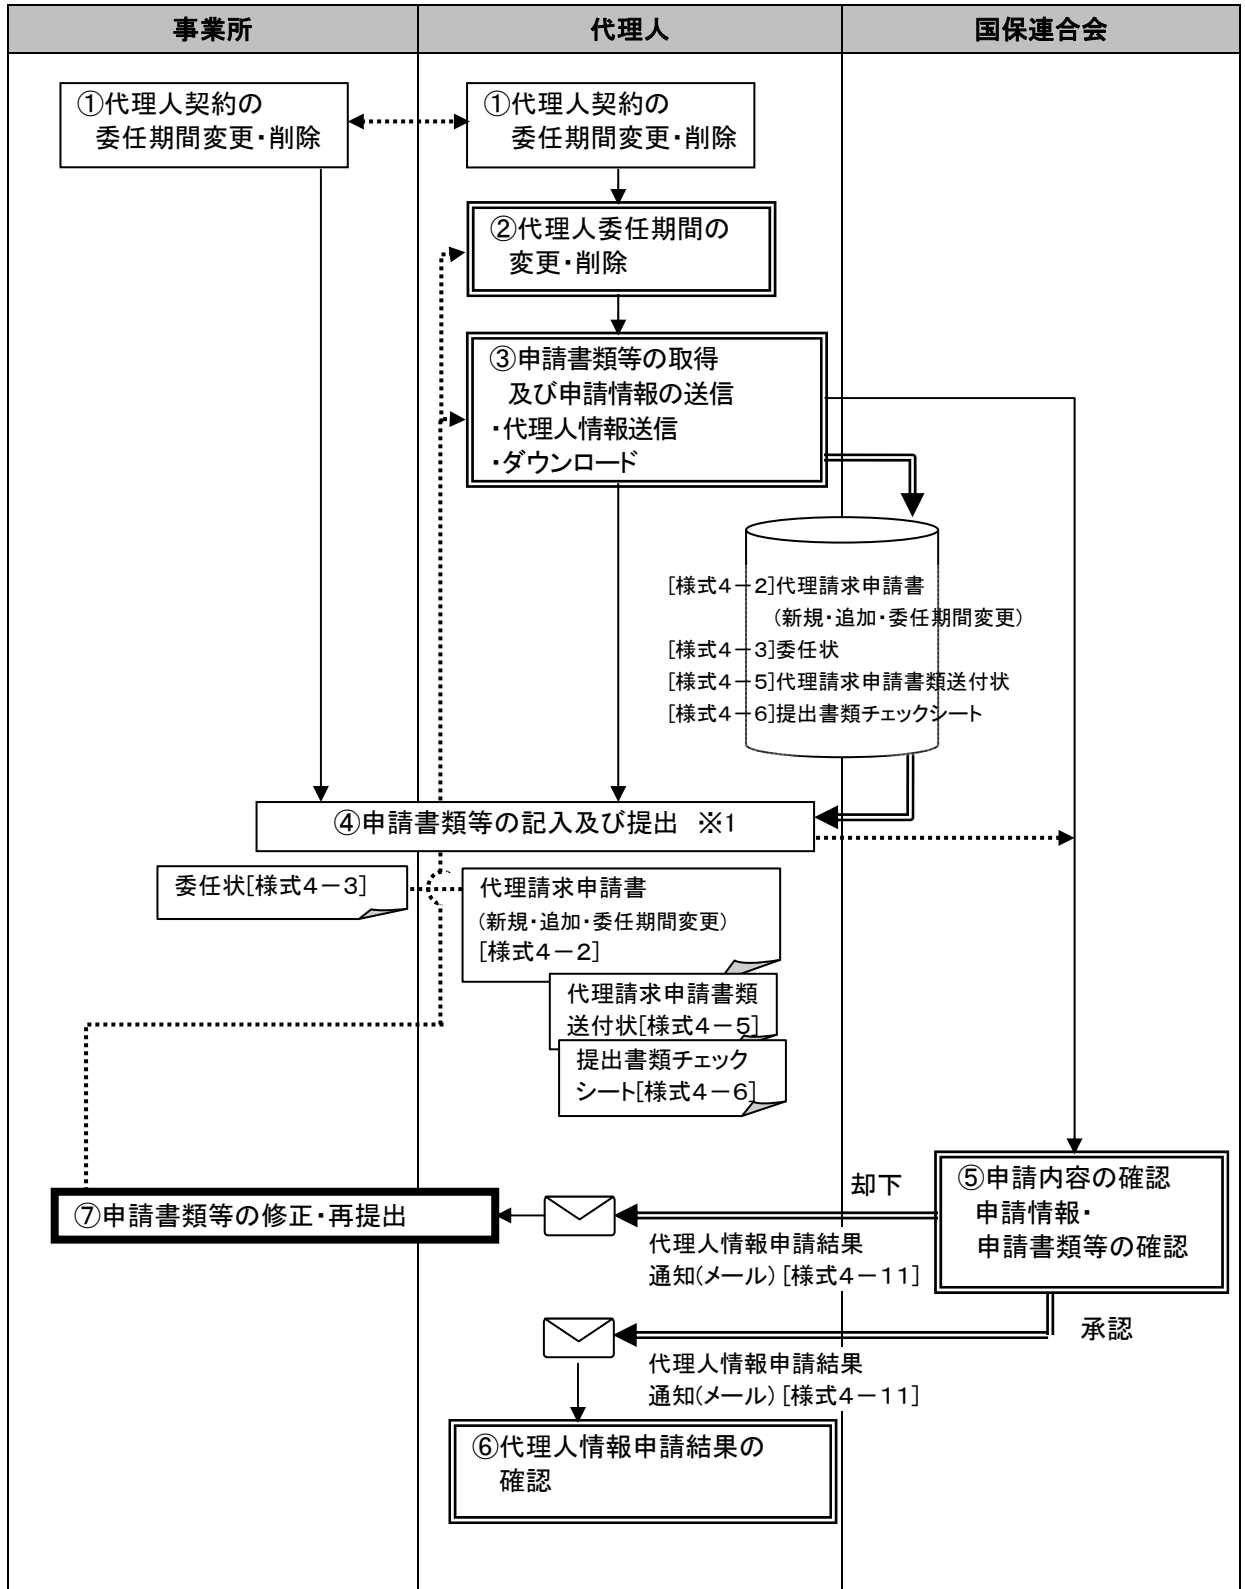 事業所
代理人
国保連合会
①代理人契約の
委任期間変更・削除
①代理人契約の
委任期間変更・削除
②代理人委任期間の
変更・削除
③申請書類等の取得
及び申請情報の送信
・代理人情報送信
・ダウンロード
[様式4－2]代理請求申請書
(新規・追加・委任期間変更)
[様式4－3]委任状
[様式4－5]代理請求申請書類送付状
[様式4－6]提出書類チェックシート
④申請書類等の記入及び提出 ※1
委任状[様式4－3]
代理請求申請書
(新規・追加・委任期間変更)
[様式4－2]
代理請求申請書類
送付状[様式4－5]
提出書類チェック
シート[様式4－6]
却下
⑤申請内容の確認
申請情報・
申請書類等の確認
⑦申請書類等の修正・再提出
代理人情報申請結果
通知(メール) [様式4－11]
承認
代理人情報申請結果
通知(メール) [様式4－11]
⑥代理人情報申請結果の
確認